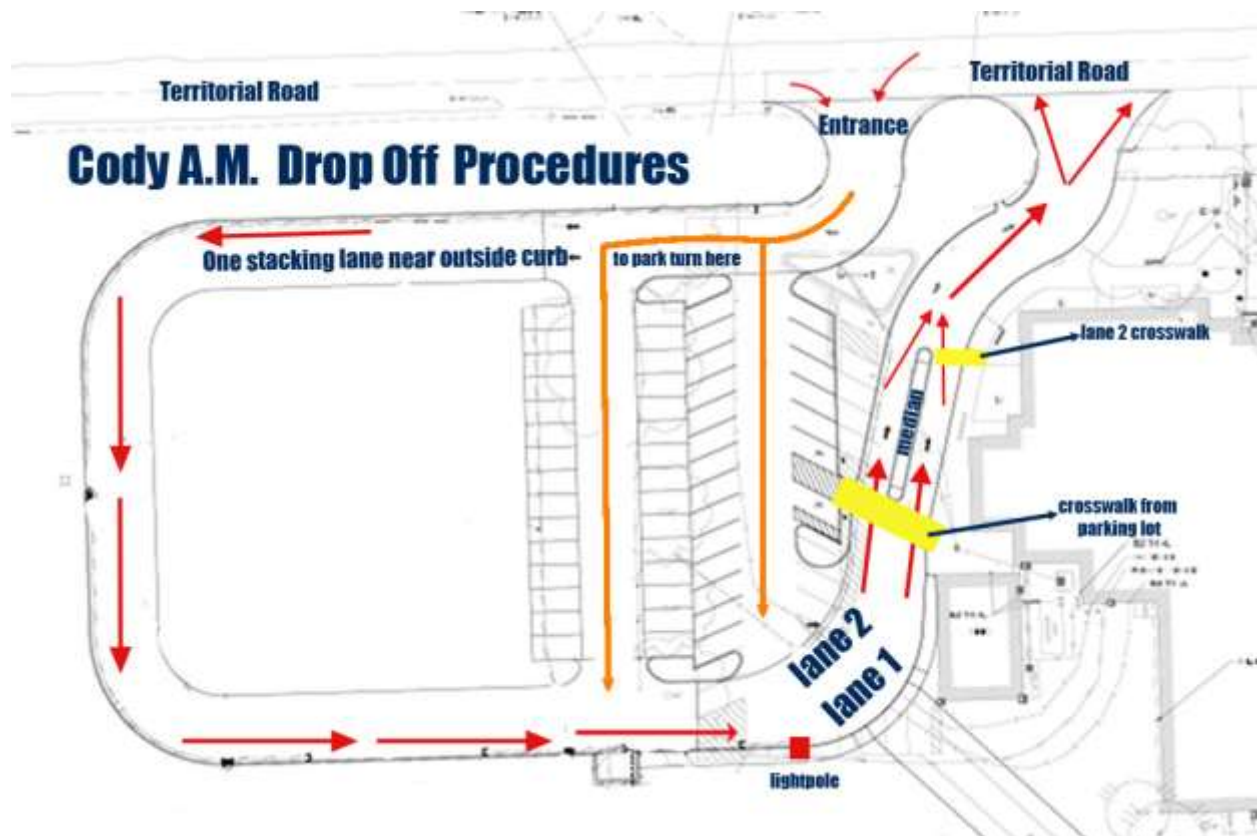 Territorial Road
Territorial Road
Entrance
Cody A.M. Drop Off Procedures
One stacking lane near outside curb
to park turn here
lane 2 crosswalk
median
crosswalk from
parking lot
lane 2
lane 1
lightpole